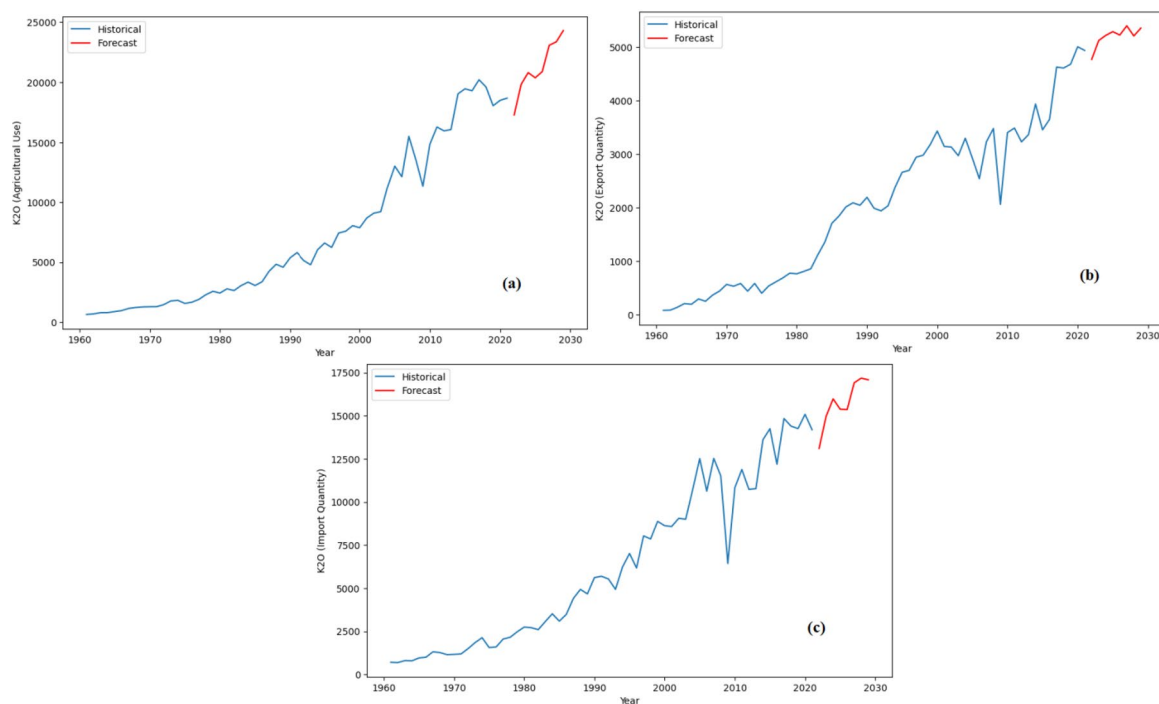 25000
20000
15000
10000
5000
0
K2O (Agricultural Use)
Historical
Forecast
(a)
1960 1970 1980 1990 2000 2010 2020 2030
Year
5000
4000
3000
2000
1000
0
K2O (Export Quantity)
Historical
Forecast
(b)
1960 1970 1980 1990 2000 2010 2020 2030
Year
17500
15000
12500
10000
7500
5000
2500
0
K2O (Import Quantity)
Historical
Forecast
(c)
1960 1970 1980 1990 2000 2010 2020 2030
Year